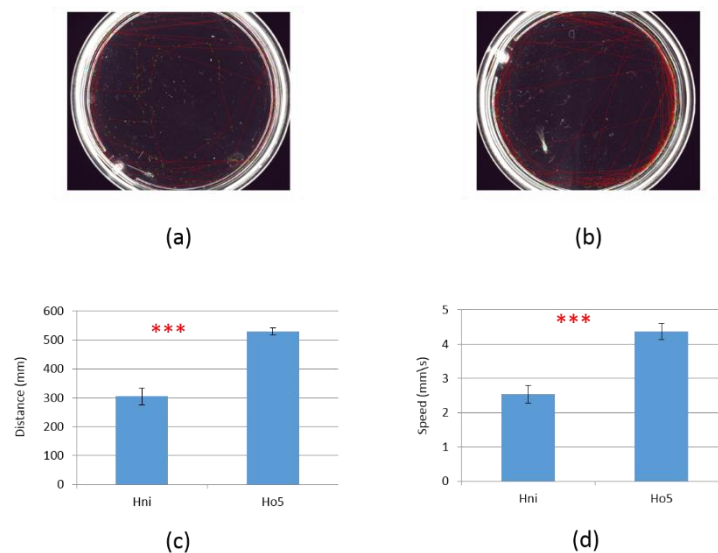 (a)
(b)
600
500
400
300
200
100
0
Distance (mm)
***
Hni
Ho5
(c)
5
4
3
2
1
0
Speed (mm\s)
***
Hni
Ho5
(d)